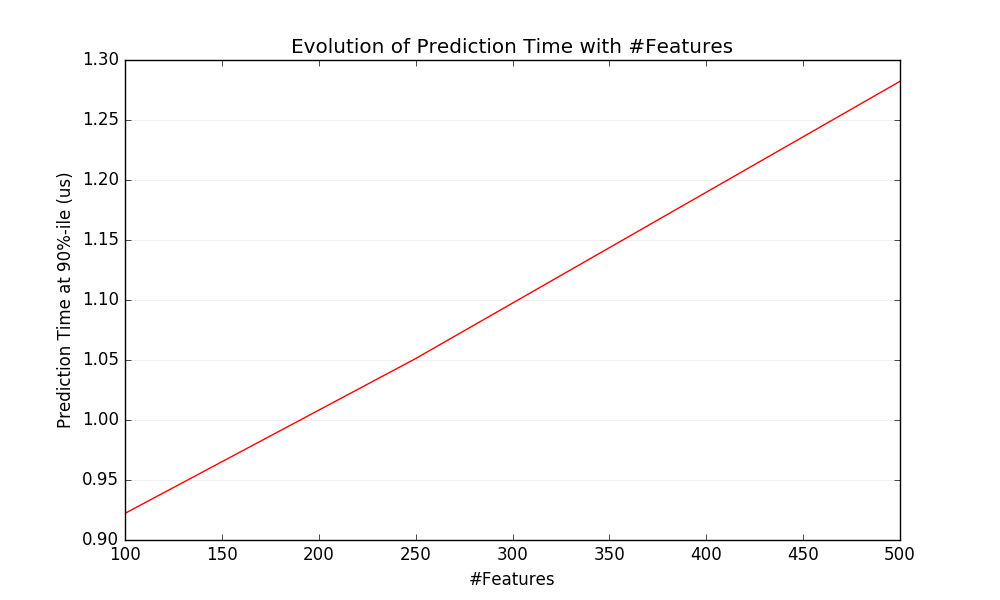 Evolution of Prediction Time with #Features
Prediction Time at 90%-ile (us)
1.30
1.25
1.20
1.15
1.10
1.05
1.00
0.95
0.90
100 150 200 250 300 350 400 450 500
#Features